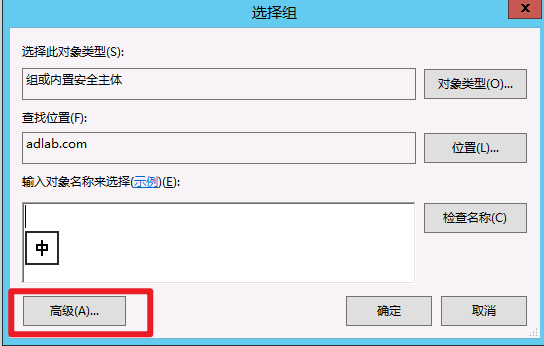 选择组
x
选择此对象类型(S):
组或内置安全主体
对象类型(O)...
查找位置(F):
adlab.com
位置(L)...
输入对象名称来选择(示例)(E):
检查名称(C)
中
高级(A)...
确定
取消